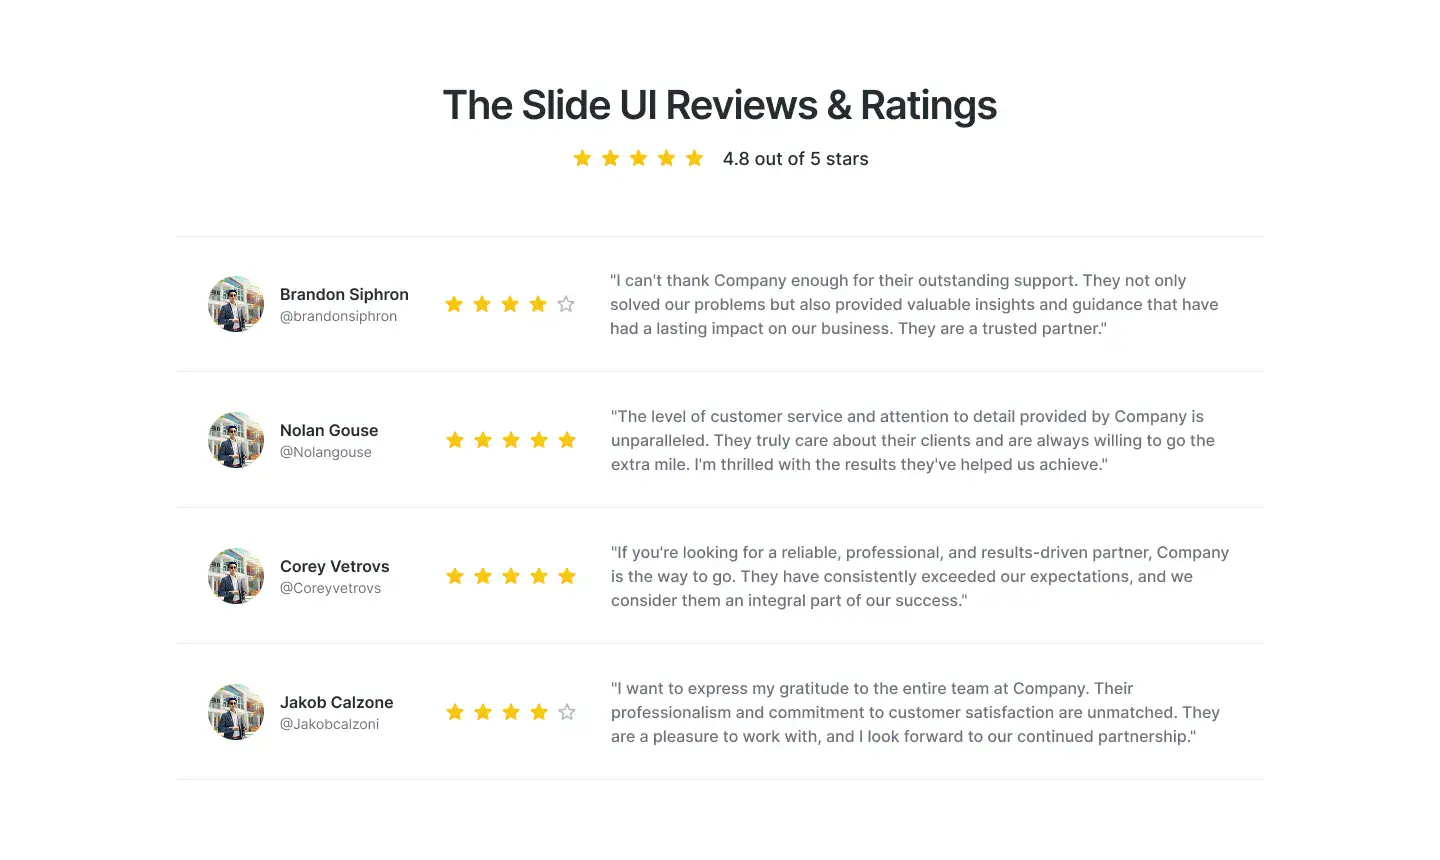 The Slide UI Reviews & Ratings
4.8 out of 5 stars
Brandon Siphron
@brandonsiphron
"I can't thank Company enough for their outstanding support. They not only
solved our problems but also provided valuable insights and guidance that have
had a lasting impact on our business. They are a trusted partner."
Nolan Gouse
@Nolangouse
"The level of customer service and attention to detail provided by Company is
unparalleled. They truly care about their clients and are always willing to go the
extra mile. I'm thrilled with the results they've helped us achieve."
Corey Vetrovs
@Coreyvetrovs
"If you're looking for a reliable, professional, and results-driven partner, Company
is the way to go. They have consistently exceeded our expectations, and we
consider them an integral part of our success."
Jakob Calzone
@Jakobcalzoni
"I want to express my gratitude to the entire team at Company. Their
professionalism and commitment to customer satisfaction are unmatched. They
are a pleasure to work with, and I look forward to our continued partnership."